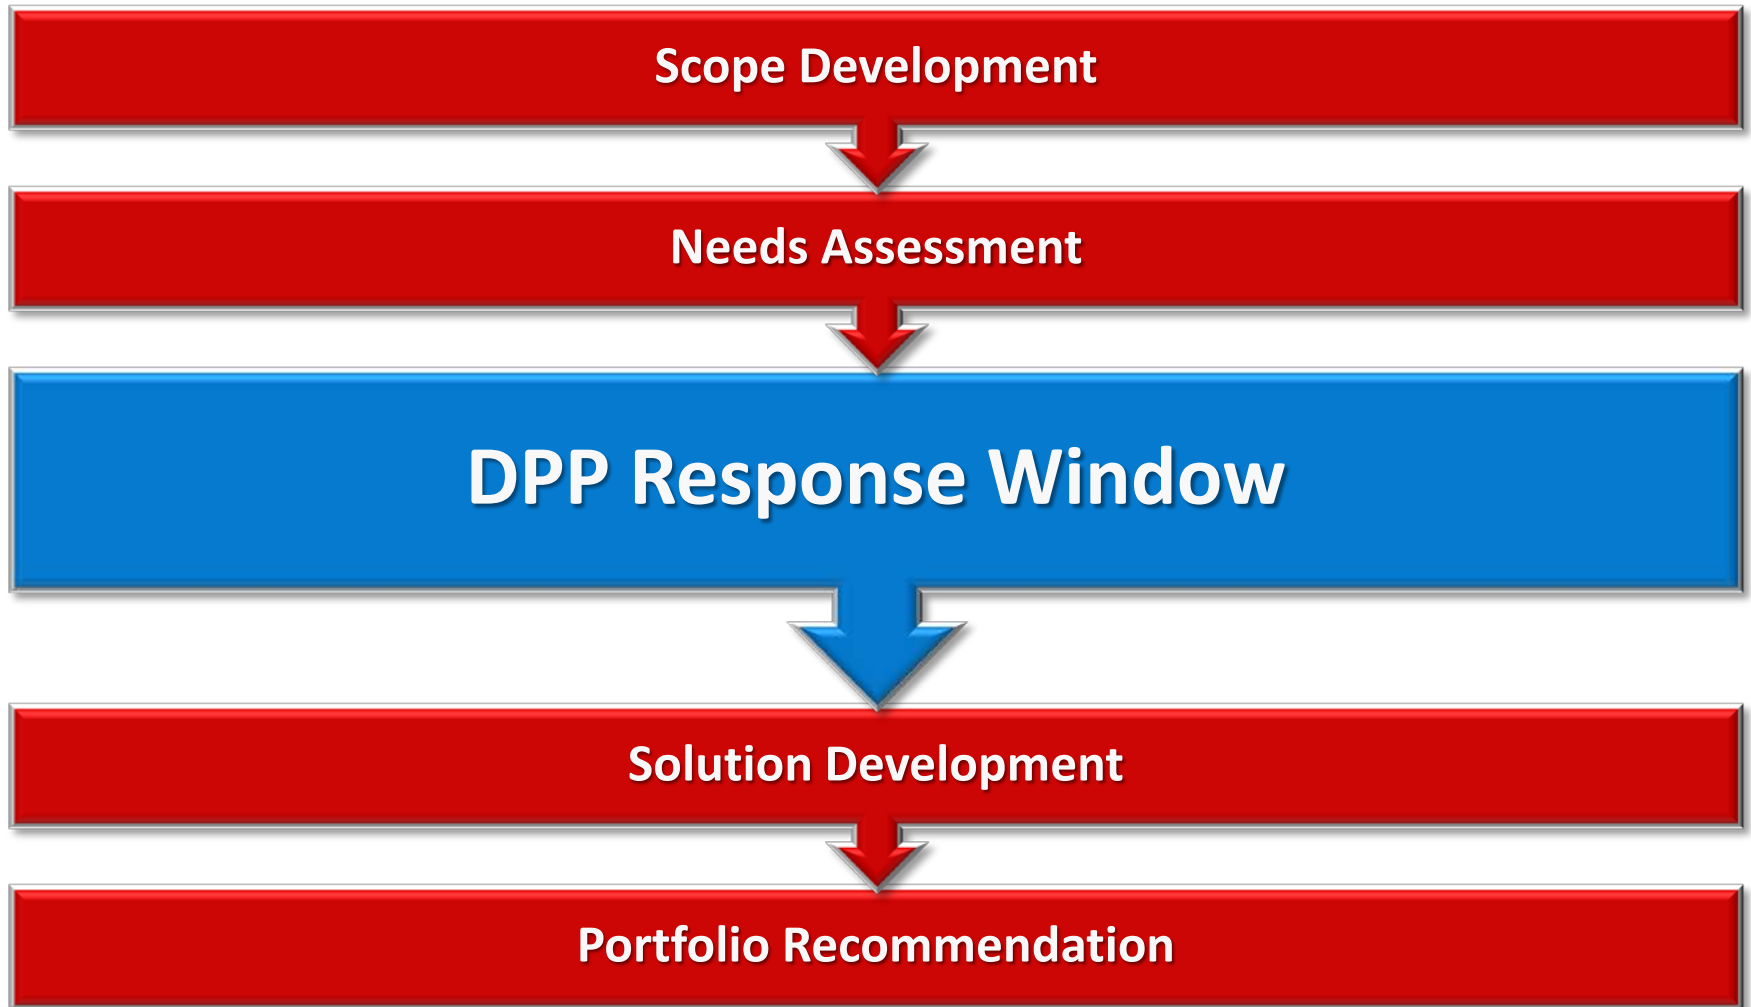 Scope Development
Needs Assessment
DPP Response Window
Solution Development
Portfolio Recommendation